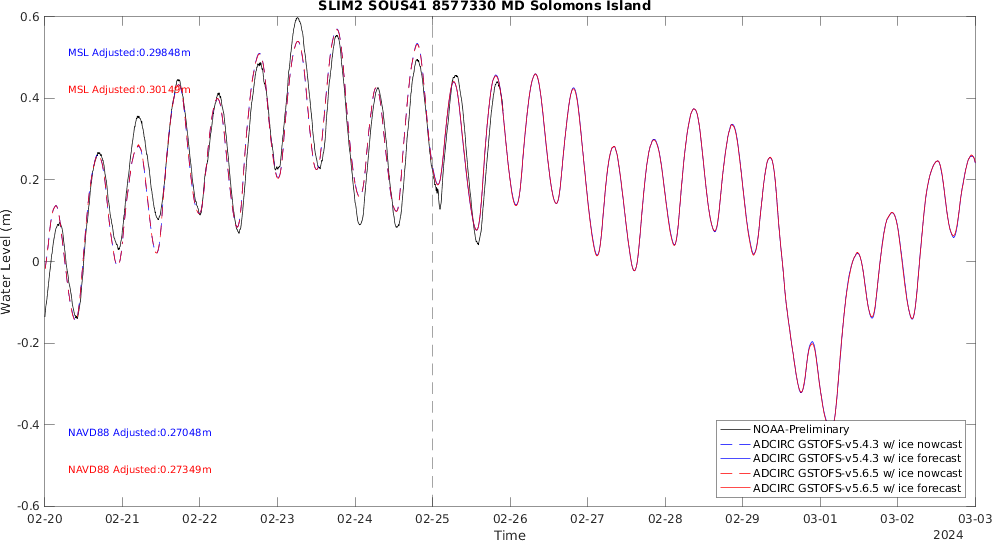 SLIM2 SOUS41 8577330 MD Solomons Island
0.6
0.4
0.2
0
-0.2
-0.4
-0.6
Water Level (m)
MSL Adjusted:0.29848m
MSL Adjusted:0.30149m
NAVD88 Adjusted:0.27048m
NAVD88 Adjusted:0.27349m
NOAA-Preliminary
ADCIRC GSTOFS-v5.4.3 w/ ice nowcast
ADCIRC GSTOFS-v5.4.3 w/ ice forecast
ADCIRC GSTOFS-v5.6.5 w/ ice nowcast
ADCIRC GSTOFS-v5.6.5 w/ ice forecast
02-20 02-21 02-22 02-23 02-24 02-25 02-26 02-27 02-28 02-29 03-01 03-02 03-03
Time
2024